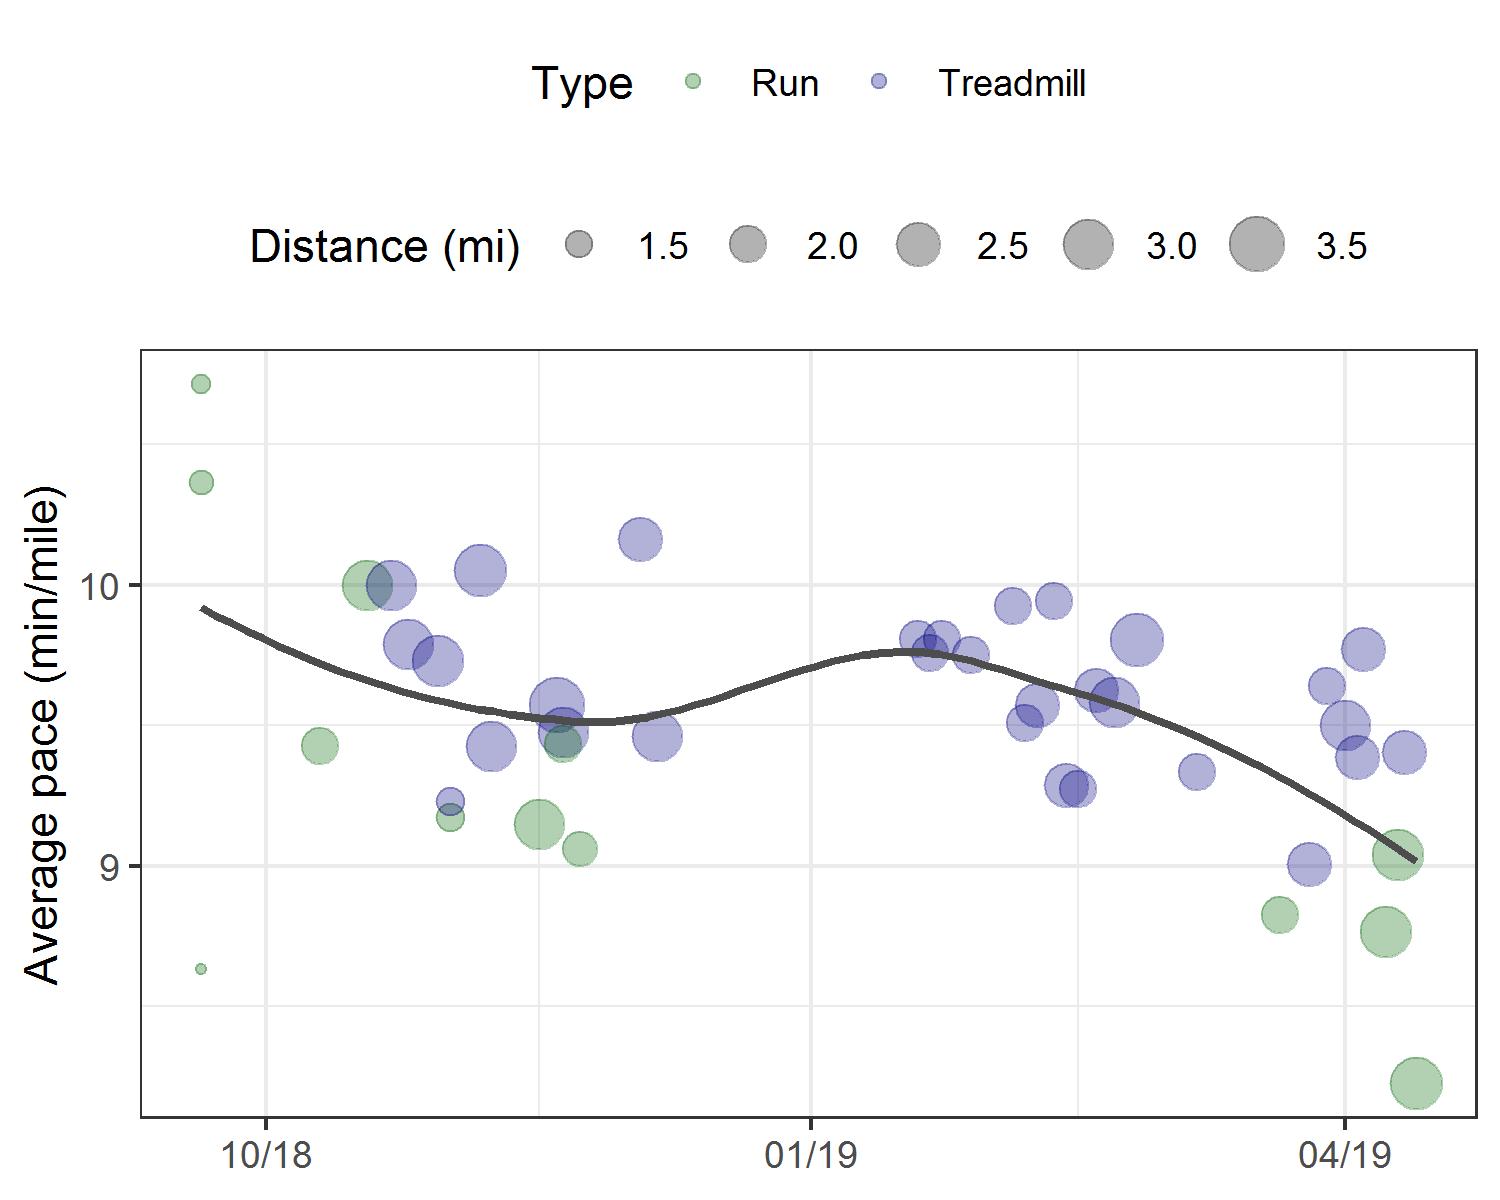 Type Run Treadmill
Distance (mi) 1.5 2.0 2.5 3.0 3.5
Average pace (min/mile)
10
9
10/18 01/19 04/19